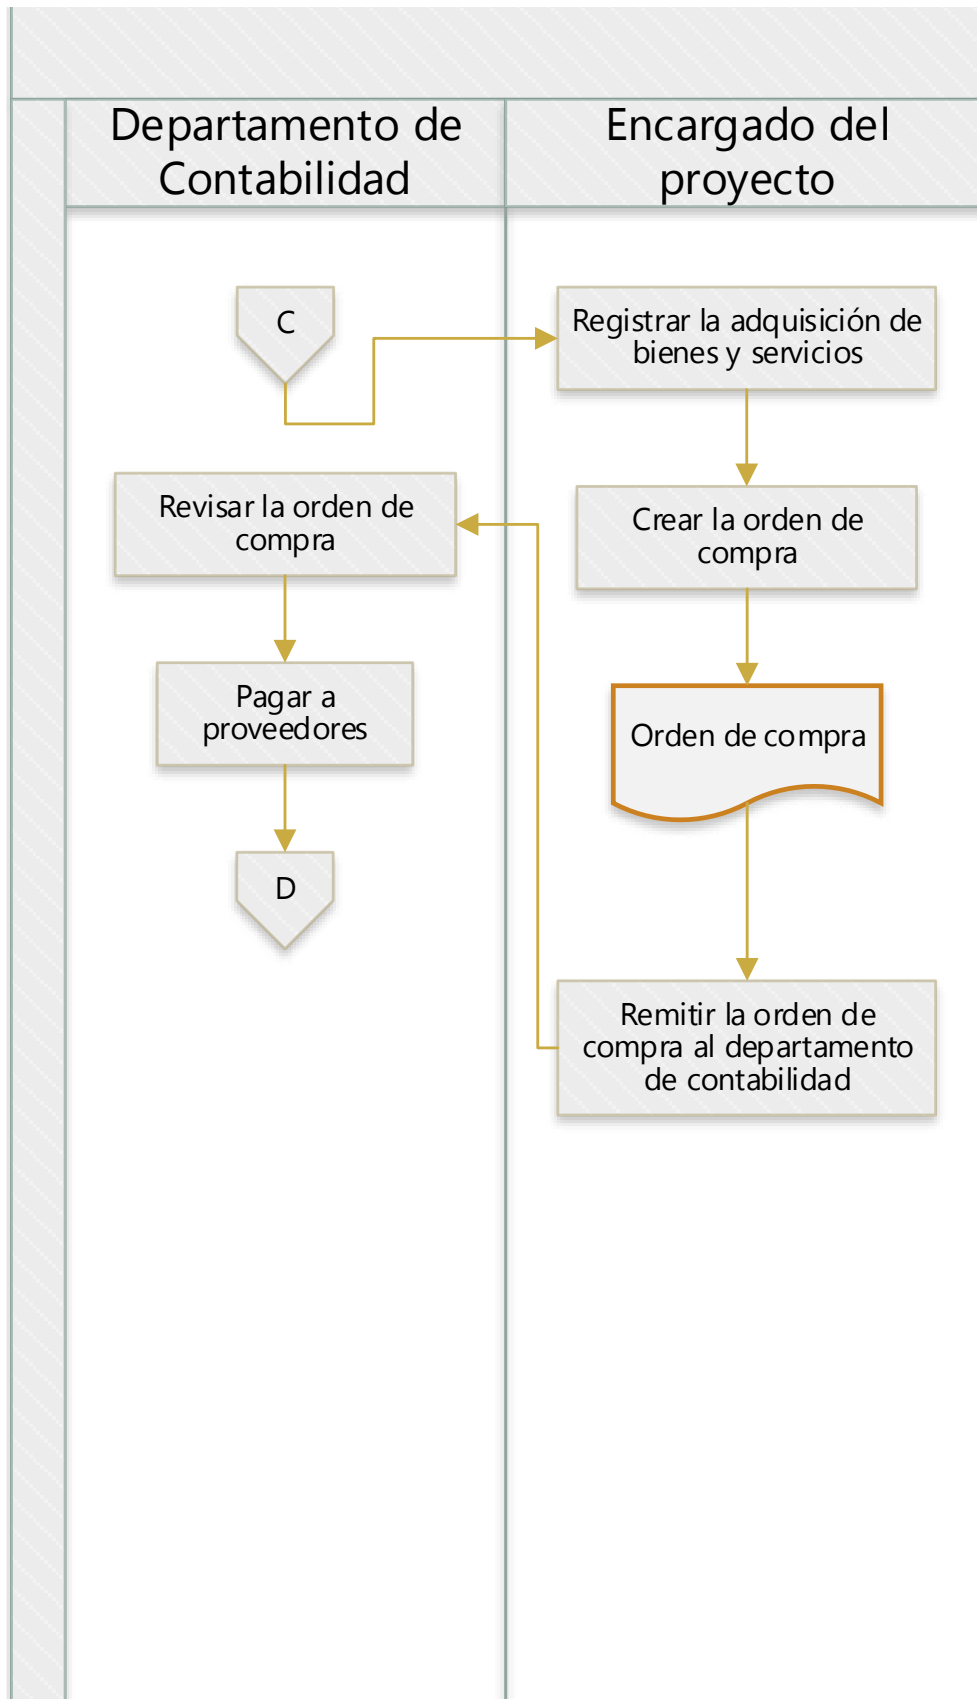 Departamento de
Contabilidad
Encargado del
proyecto
C
Registrar la adquisición de
bienes y servicios
Revisar la orden de
compra
Crear la orden de
compra
Pagar a
proveedores
Orden de compra
D
Remitir la orden de
compra al departamento
de contabilidad